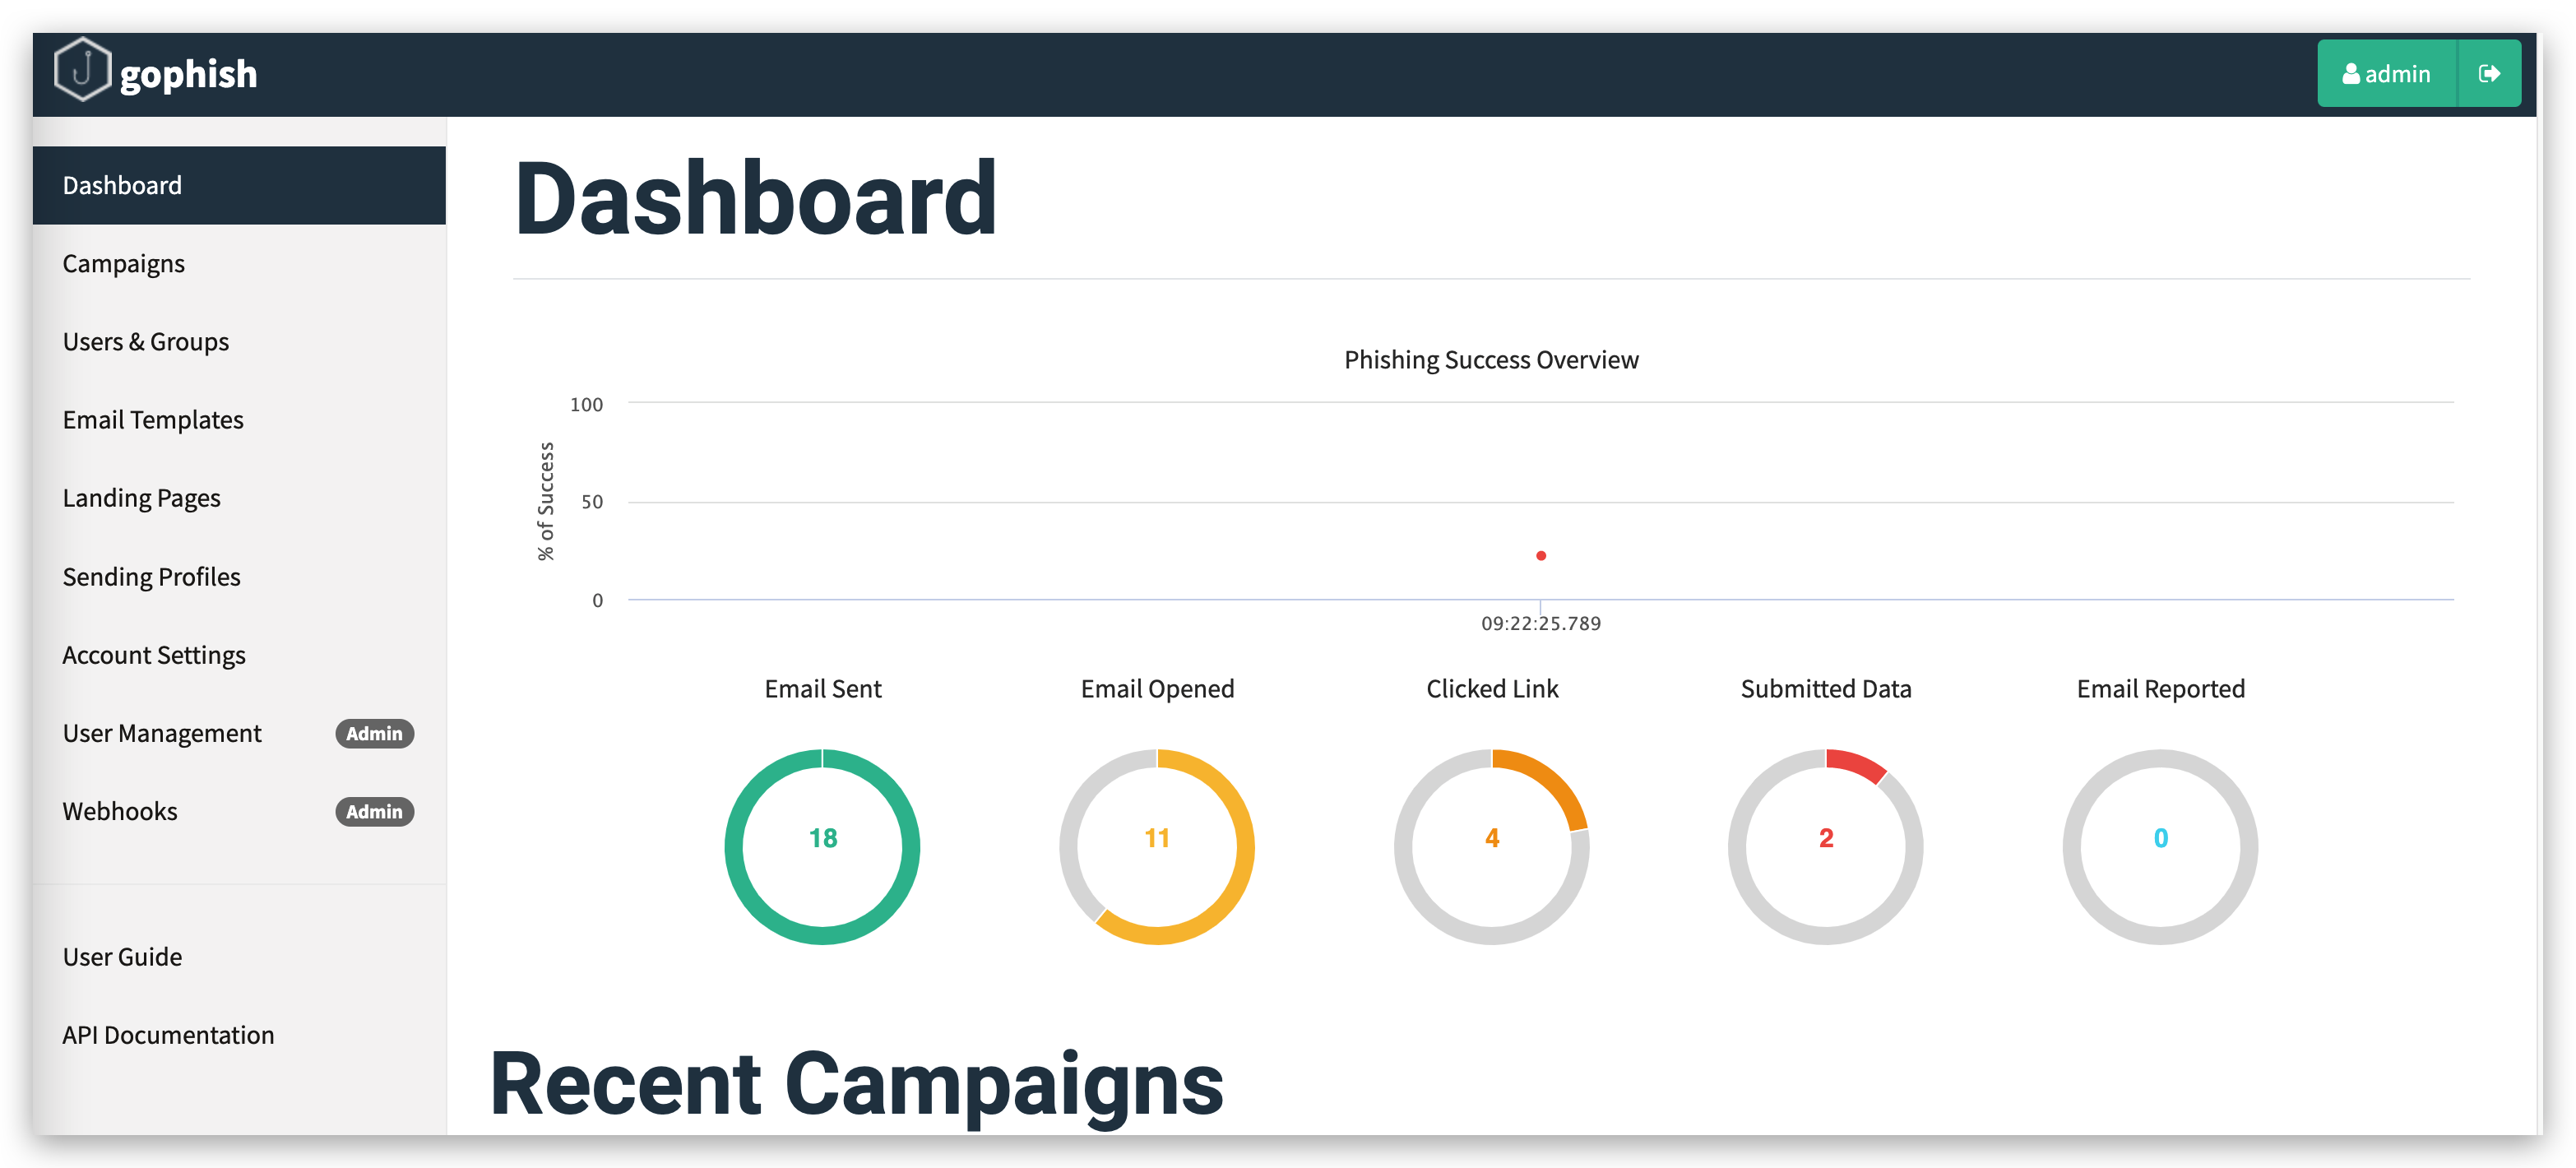 gophish
admin
Dashboard
Campaigns
Users & Groups
Email Templates
Landing Pages
Sending Profiles
Account Settings
User Management Admin
Webhooks Admin
User Guide
API Documentation
Dashboard
Phishing Success Overview
% of Success
100
50
0
09:22:25.789
Email Sent
18
Email Opened
11
Clicked Link
4
Submitted Data
2
Email Reported
0
Recent Campaigns